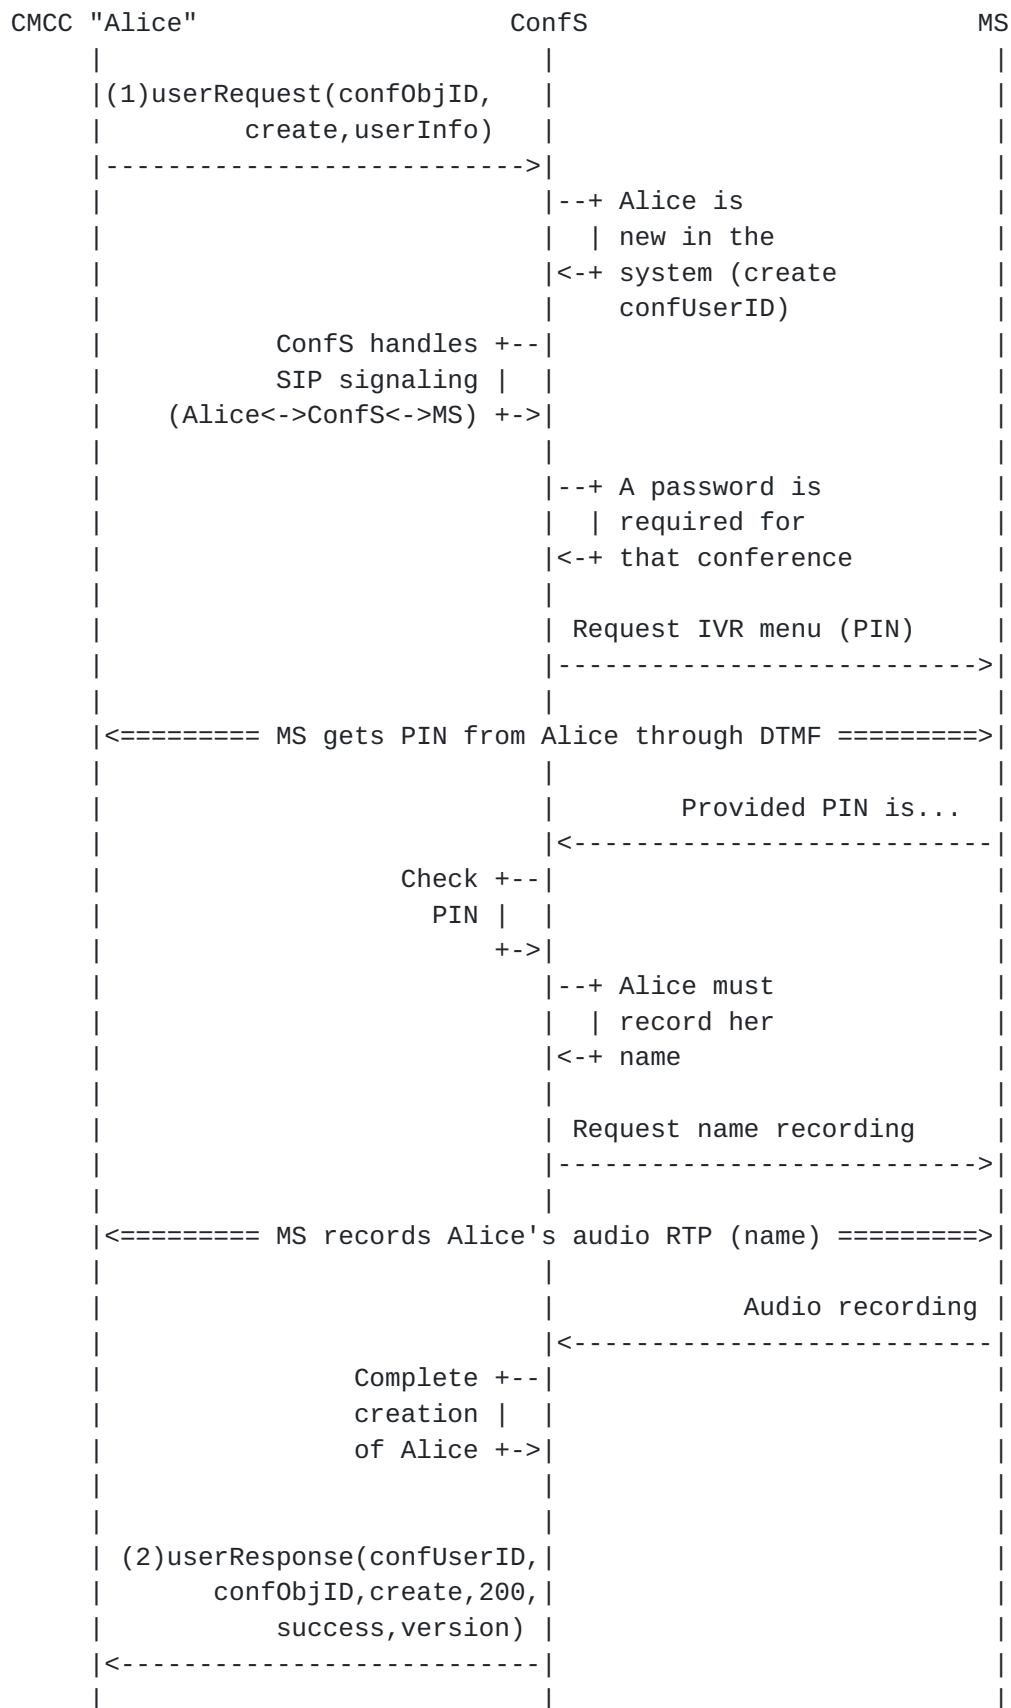 CMCC "Alice" ConfS MS
(1)userRequest(confObjID,
create,userInfo)
Alice is
new in the
system (create
confUserID)
ConfS handles
SIP signaling
(Alice<->ConfS<->MS)
A password is
required for
that conference
Request IVR menu (PIN)
MS gets PIN from Alice through DTMF
Provided PIN is...
Check
PIN
Alice must
record her
name
Request name recording
MS records Alice's audio RTP (name)
Audio recording
Complete
creation
of Alice
(2)userResponse(confUserID,
confObjID,create,200,
success,version)